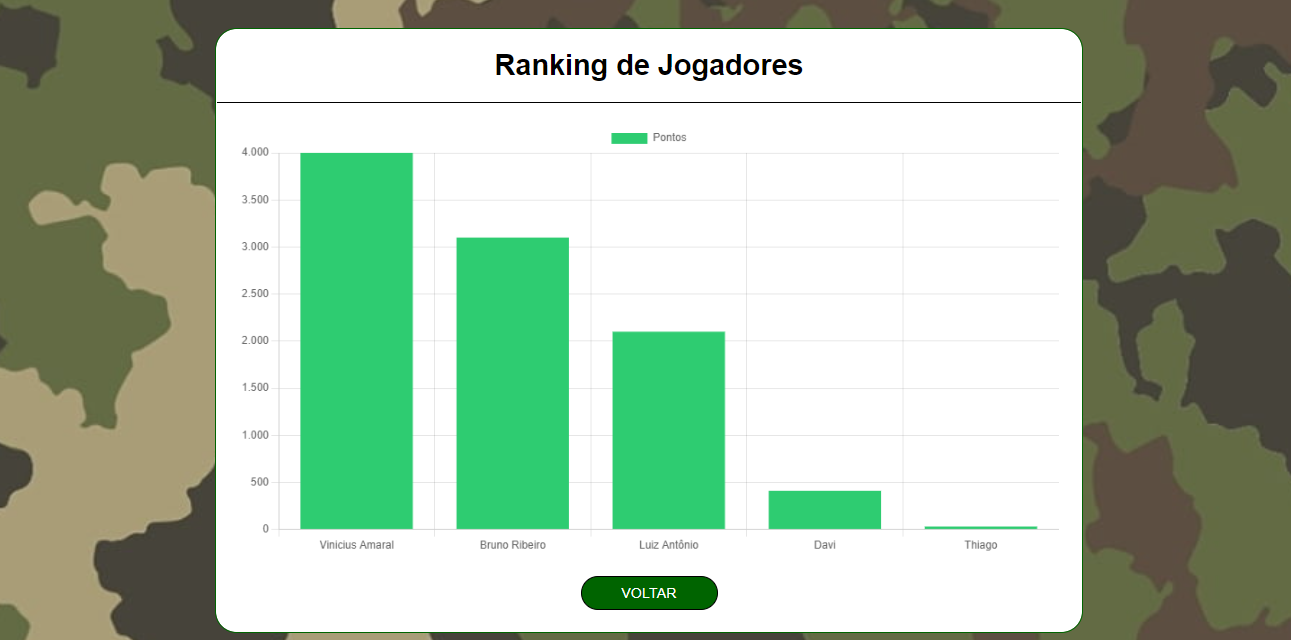 Ranking de Jogadores
Pontos
4.000
3.500
3.000
2.500
2.000
1.500
1.000
500
0
Vinicius Amaral Bruno Ribeiro Luiz Antônio Davi Thiago
VOLTAR